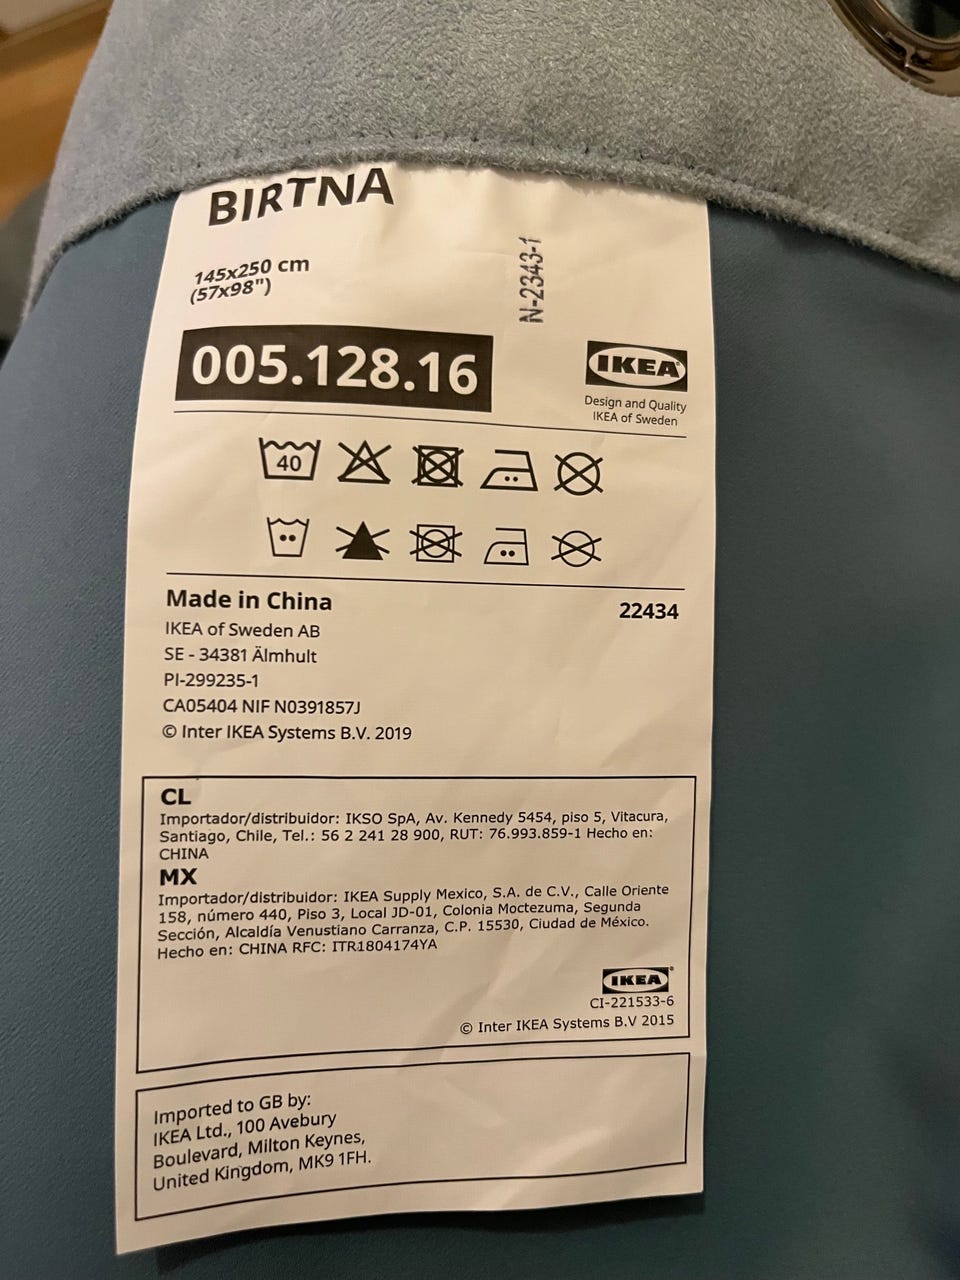 BIRTNA
145x250 cm
(57x98")
N-2343-1
005.128.16
IKEA
Design and Quality
IKEA of Sweden
40
Made in China
22434
IKEA of Sweden AB
SE - 34381 Älmhult
PI-299235-1
CA05404 NIF N0391857J
© Inter IKEA Systems B.V. 2019
CL
Importador/distribuidor: IKSO SpA, Av. Kennedy 5454, piso 5, Vitacura,
Santiago, Chile, Tel.: 56 2 241 28 900, RUT: 76.993.859-1 Hecho en:
CHINA
MX
Importador/distribuidor: IKEA Supply Mexico, S.A. de C.V., Calle Oriente
158, número 440, Piso 3, Local JD-01, Colonia Moctezuma, Segunda
Sección, Alcaldía Venustiano Carranza, C.P. 15530, Ciudad de México.
Hecho en: CHINA RFC: ITR1804174YA
IKEA®
CI-221533-6
© Inter IKEA Systems B.V 2015
Imported to GB by:
IKEA Ltd., 100 Avebury
Boulevard, Milton Keynes,
United Kingdom, MK9 1FH.